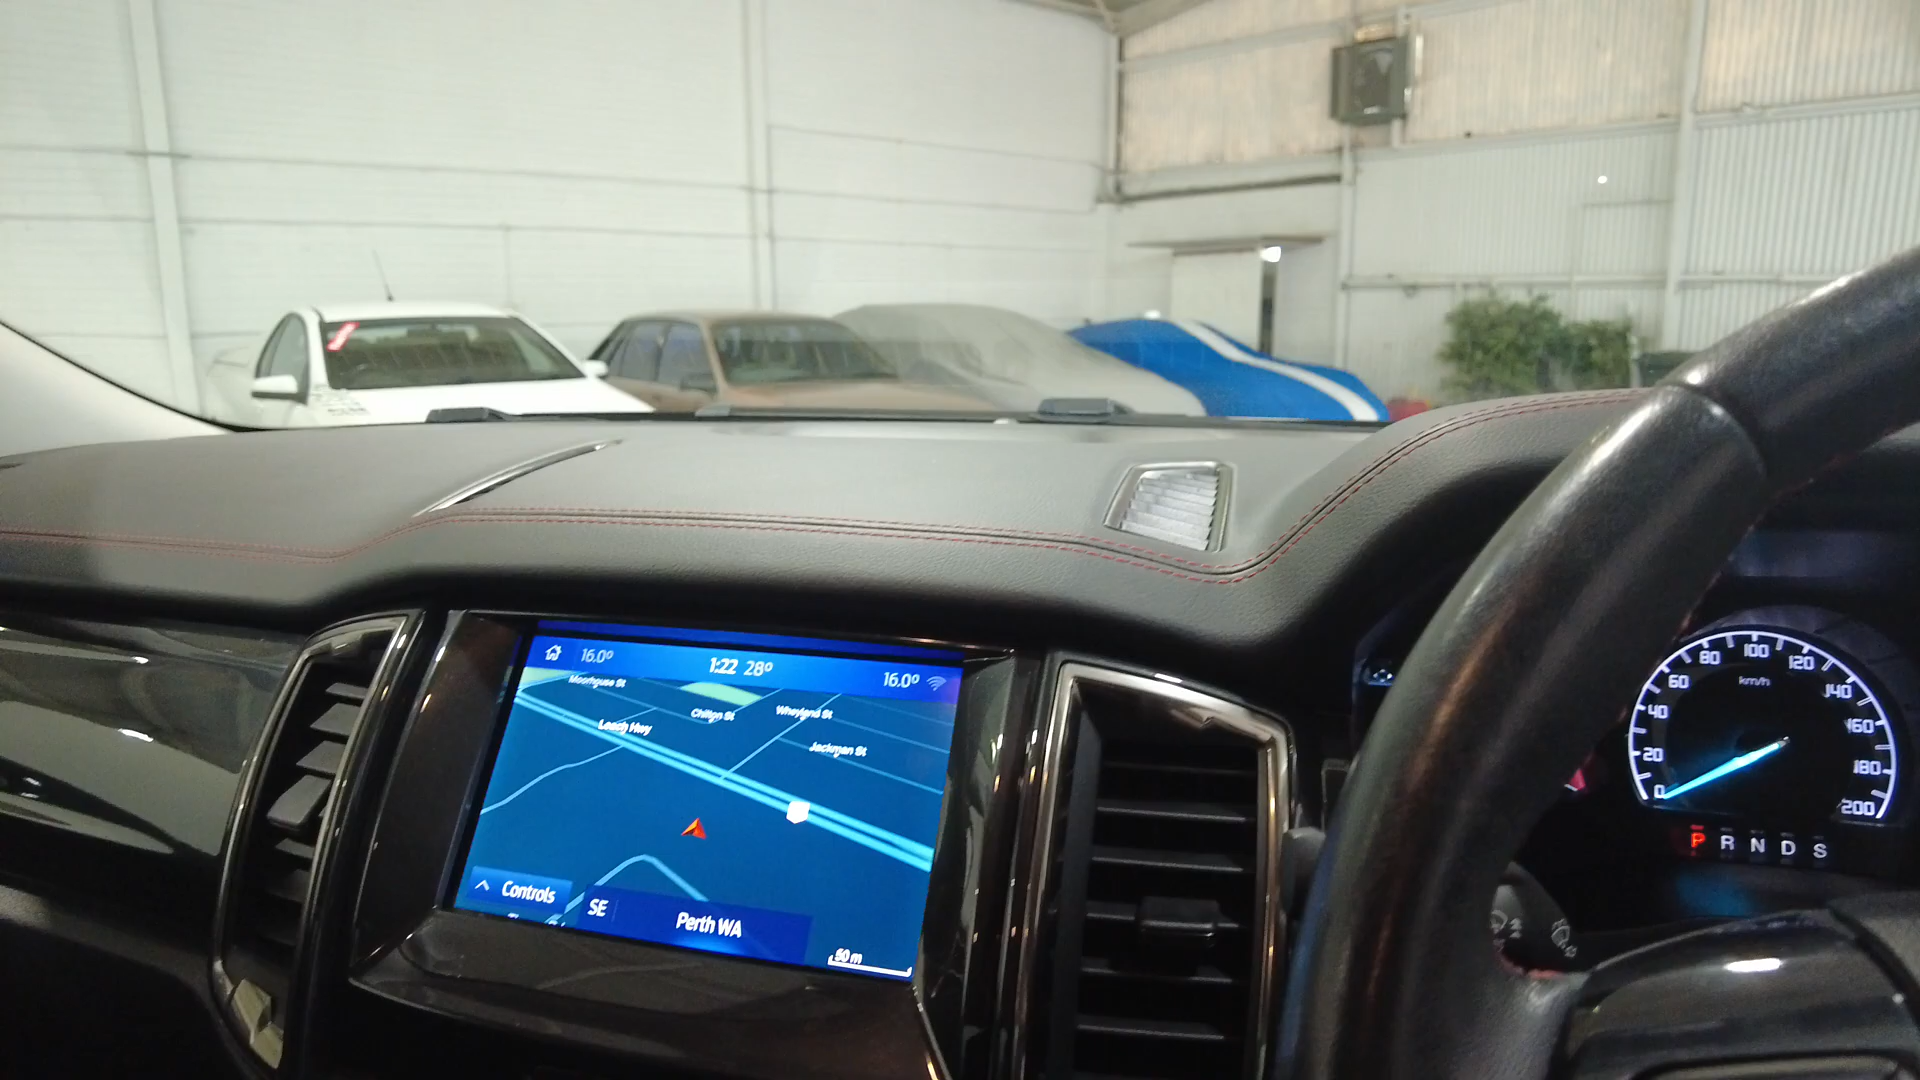 16.0°
1:22 28°
16.0°
Moorhouse St
Chilton St
Wheyland St
Leach Hwy
Jackman St
Controls
SE
Perth WA
50 m
0
20
40
60
80
100
120
140
160
180
200
km/h
P R N D S